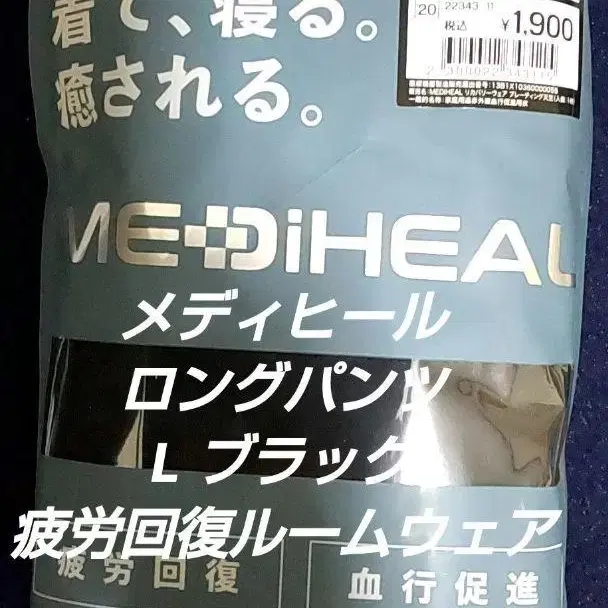 着て、寝る。
癒される。
[20] 22343
税込 ¥1,900
MEDiHEAL
メディヒール
ロングパンツ
L ブラック
疲労回復ルームウェア
疲労回復
血行促進